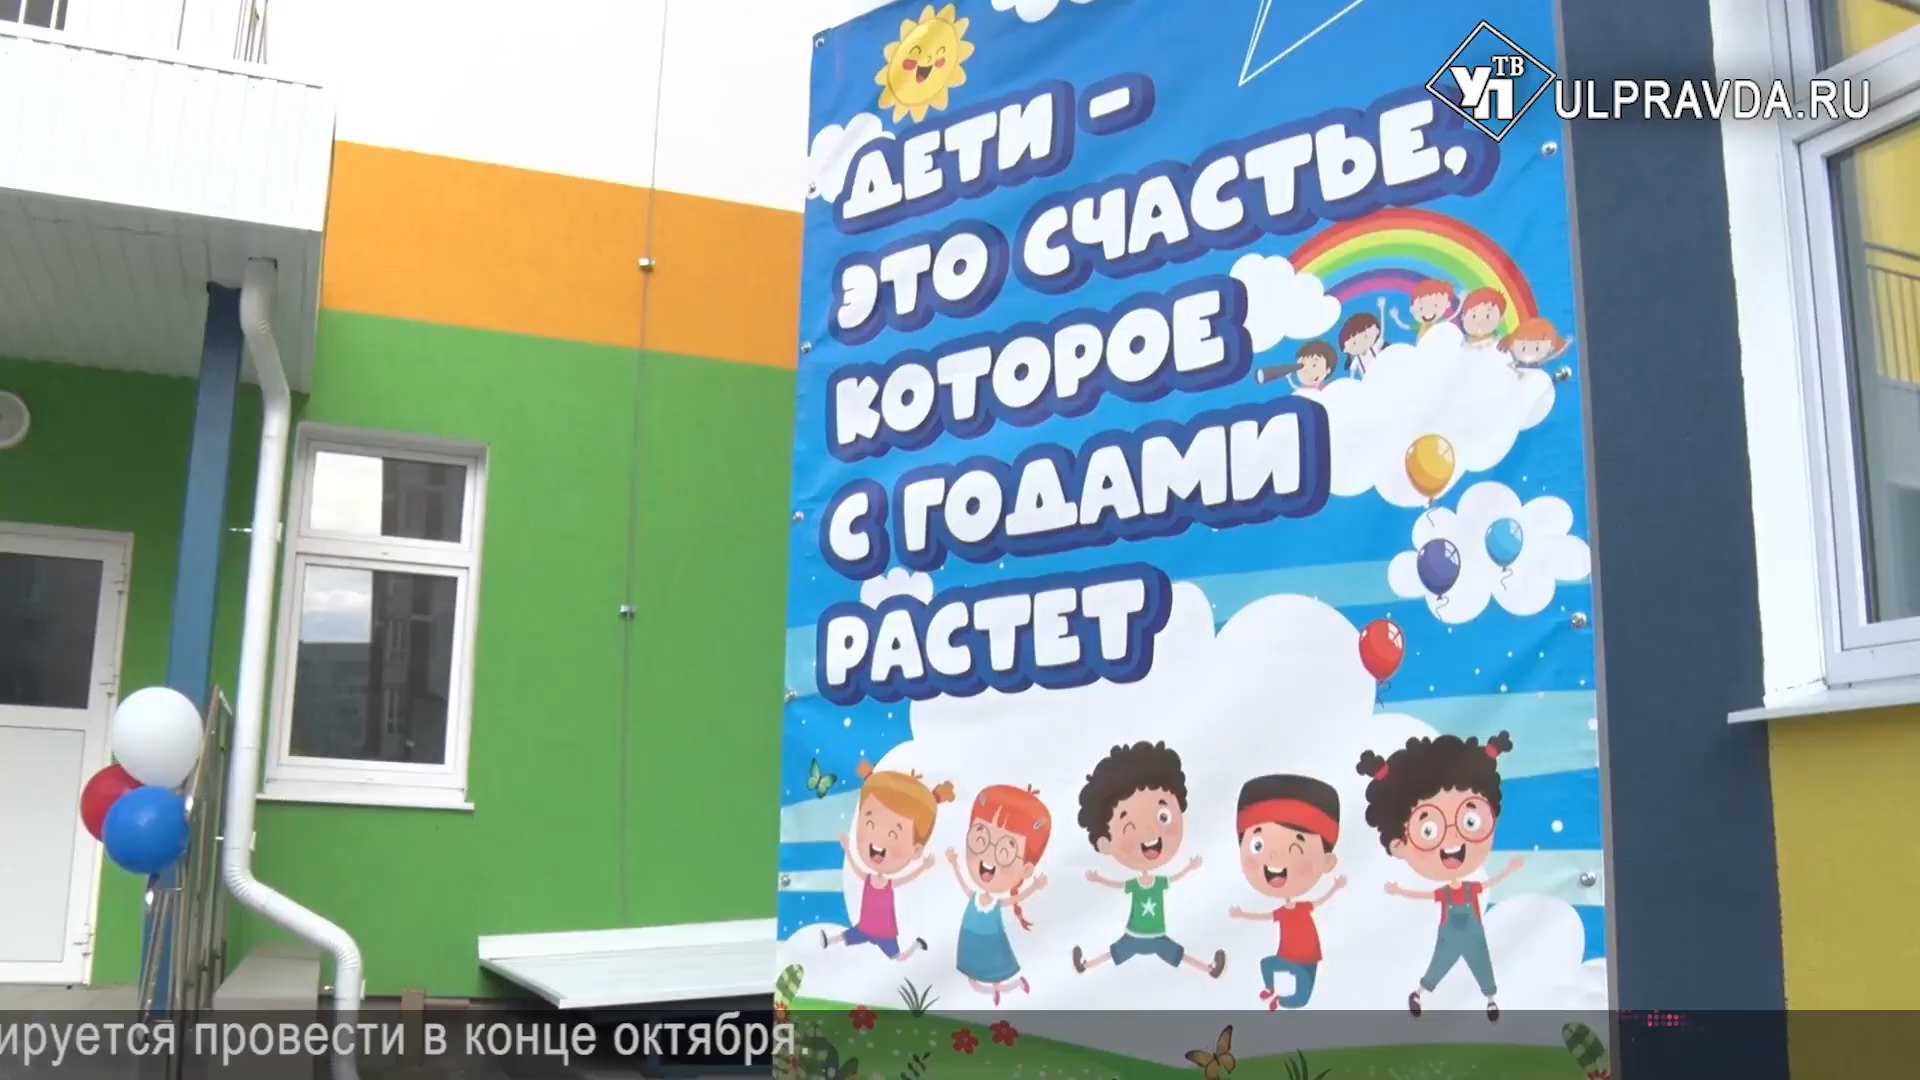 УП ТВ ULPRAVDA.RU
ДЕТИ -
ЭТО СЧАСТЬЕ,
КОТОРОЕ
С ГОДАМИ
РАСТЕТ
ируется провести в конце октября.